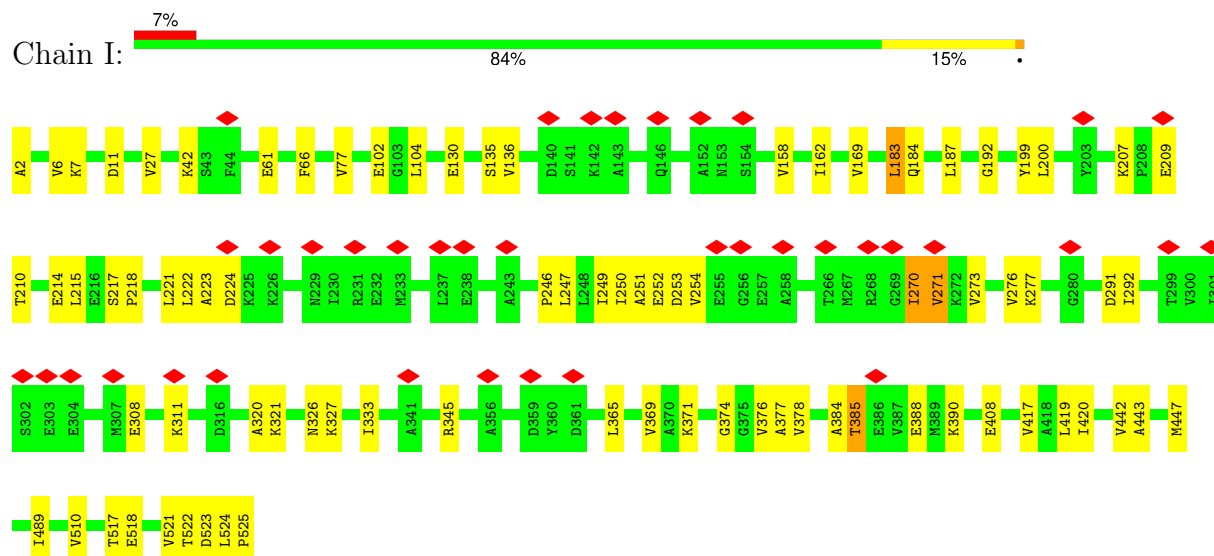 7%
Chain I:
84% 15% •
A2 V6 K7 D11 V27 K42 S43 F44 E61 F66 V77 E102 G103 L104 E130 S135 V136 D140 S141 K142 A143 Q146 A152 N153 S154 V158 I162 V169 L183 Q184 L187 G192 Y199 L200 Y203 K207 P208 E209
T210 E214 L215 E216 S217 P218 L221 L222 A223 D224 K225 K226 N229 I230 R231 E232 M233 L237 E238 A243 P246 L247 L248 I249 I250 A251 E252 D253 V254 E255 G256 E257 A258 T266 M267 R268 G269 I270 V271 K272 V273 V276 K277 G280 D291 I292 T299 V300 I301
S302 E303 E304 M307 E308 K311 D316 A320 K321 N326 K327 I333 A341 R345 A356 D359 Y360 D361 L365 V369 A370 K371 G374 G375 V376 A377 V378 A384 T385 E386 V387 E388 M389 K390 E408 V417 A418 L419 I420 V442 A443 M447
I489 V510 T517 E518 V521 T522 D523 L524 P525